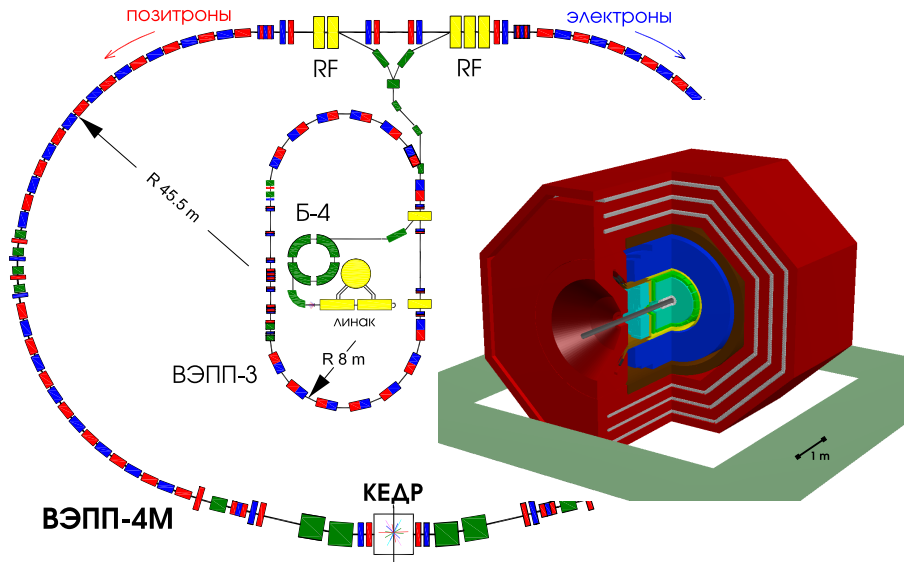 позитроны
электроны
RF
RF
R 45.5 m
Б-4
линак
R 8 m
ВЭПП-3
1 m
КЕДР
ВЭПП-4М